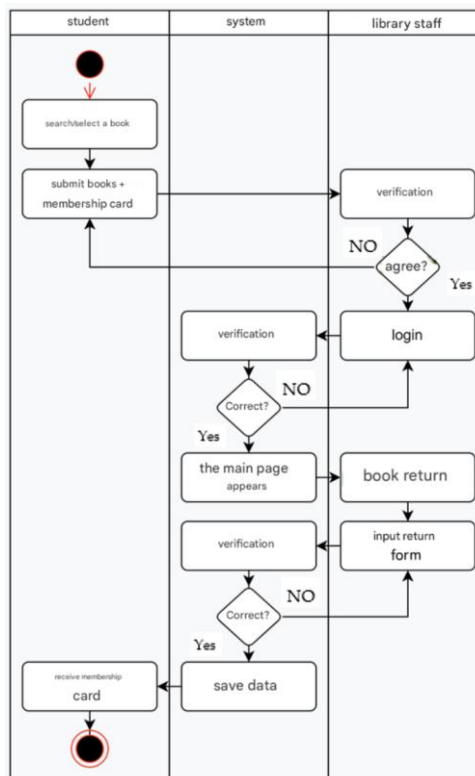 student
system
library staff
search/select a book
submit books +
membership card
verification
NO
agree?
Yes
verification
login
Correct?
NO
Yes
the main page
appears
book return
verification
input return
form
Correct?
NO
Yes
receive membership
card
save data